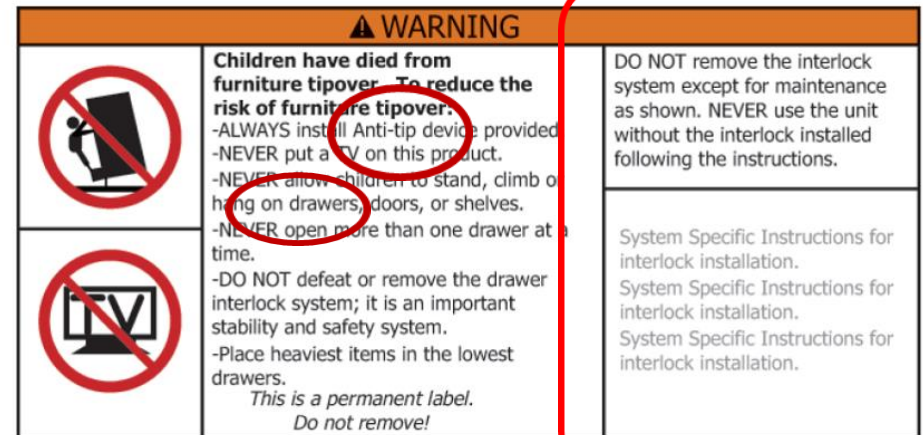 WARNING
Children have died from
furniture tipover. To reduce the
risk of furniture tipover:
-ALWAYS install Anti-tip device provided
-NEVER put a TV on this product.
-NEVER allow children to stand, climb or
hang on drawers, doors, or shelves.
-NEVER open more than one drawer at a
time.
-DO NOT defeat or remove the drawer
interlock system; it is an important
stability and safety system.
-Place heaviest items in the lowest
drawers.
This is a permanent label.
Do not remove!
TV
DO NOT remove the interlock
system except for maintenance
as shown. NEVER use the unit
without the interlock installed
following the instructions.
System Specific Instructions for
interlock installation.
System Specific Instructions for
interlock installation.
System Specific Instructions for
interlock installation.